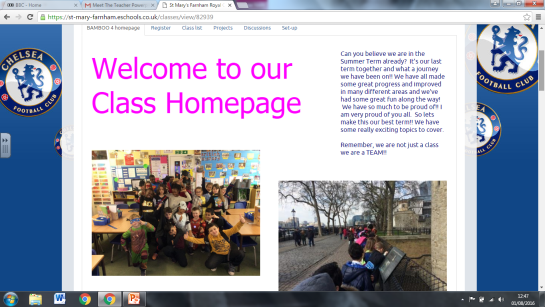 BBC - Home
Meet The Teacher Powerp
St Mary's Farnham Royal
https://st-mary-farnham.eschools.co.uk/classes/view/82939
BAMBOO 4 homepage Register Class list Projects Discussions Set-up
CHELSEA
FOOTBALL CLUB
Welcome to our
Class Homepage
Can you believe we are in the
Summer Term already? It's our last
term together and what a journey
we have been on!! We have all made
some great progress and improved
in many different areas and we've
had some great fun along the way!
We have so much to be proud of!! I
am very proud of you all. So lets
make this our best term!! We have
some really exciting topics to cover.
Remember, we are not just a class
we are a TEAM!!
12:47
01/08/2016